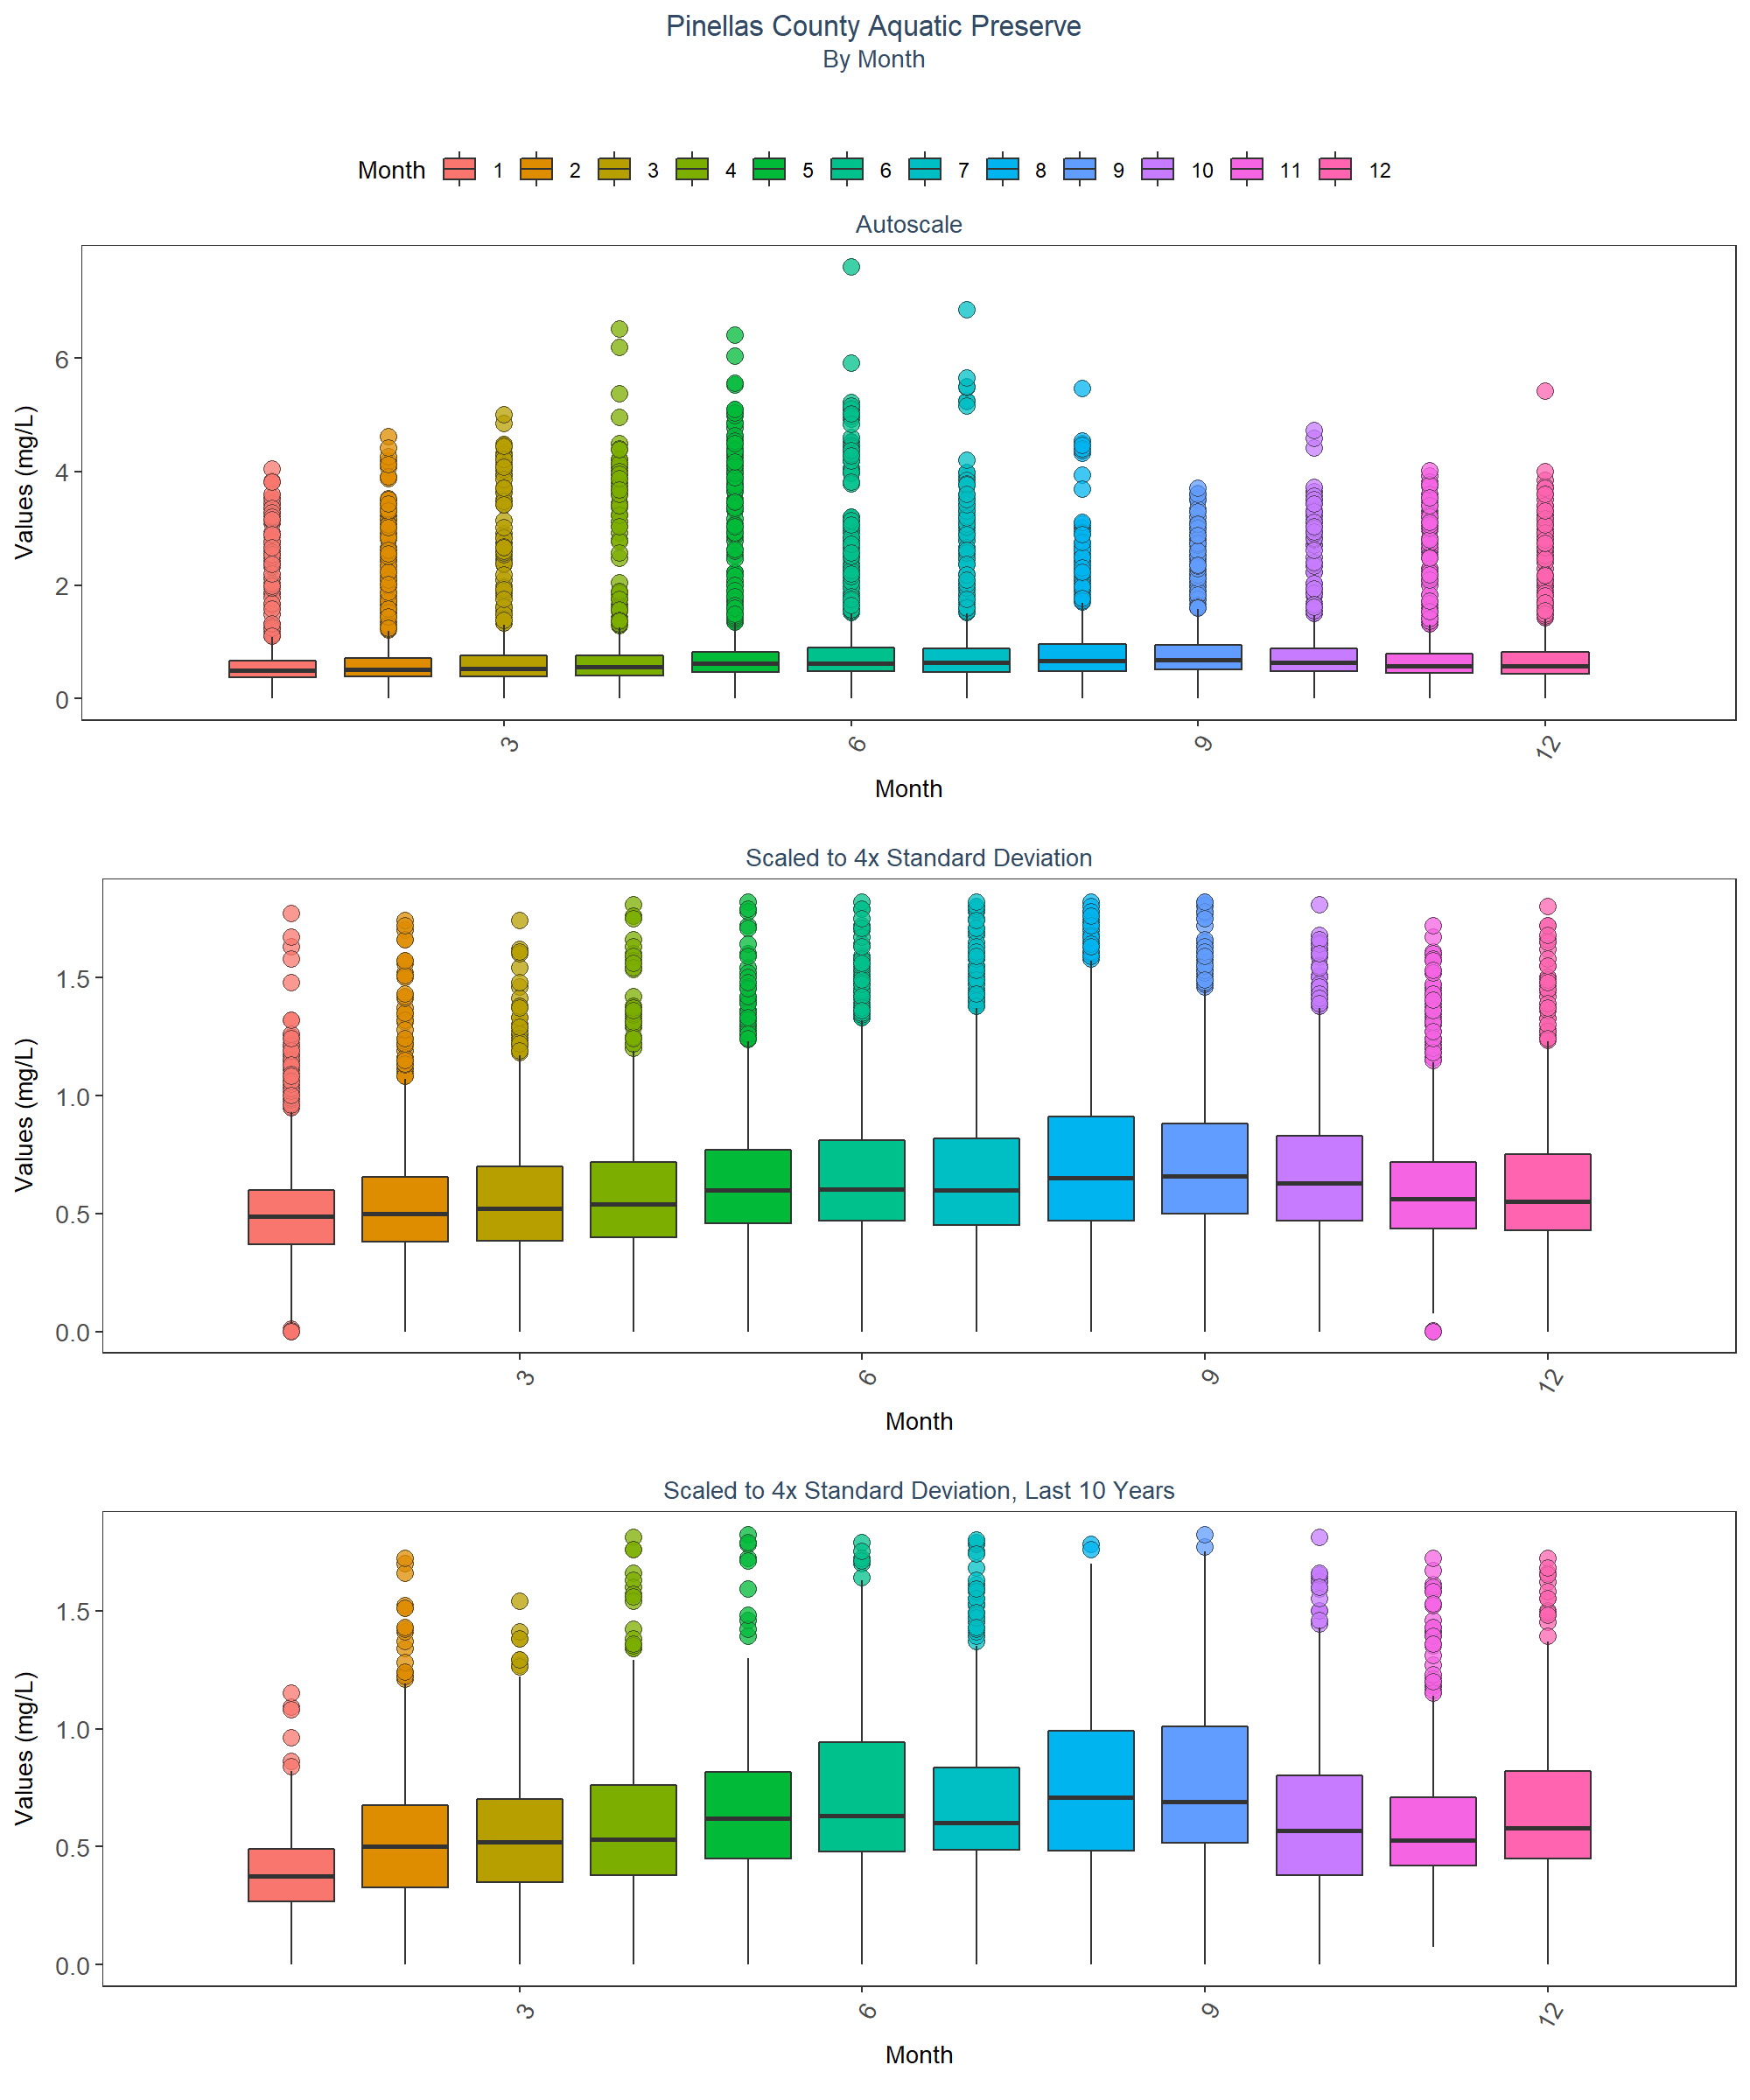 Pinellas County Aquatic Preserve
By Month
Month 1 2 3 4 5 6 7 8 9 10 11 12
Autoscale
Values (mg/L)
6
4
2
0
3 6 9 12
Month
Scaled to 4x Standard Deviation
Values (mg/L)
1.5
1.0
0.5
0.0
3 6 9 12
Month
Scaled to 4x Standard Deviation, Last 10 Years
Values (mg/L)
1.5
1.0
0.5
0.0
3 6 9 12
Month